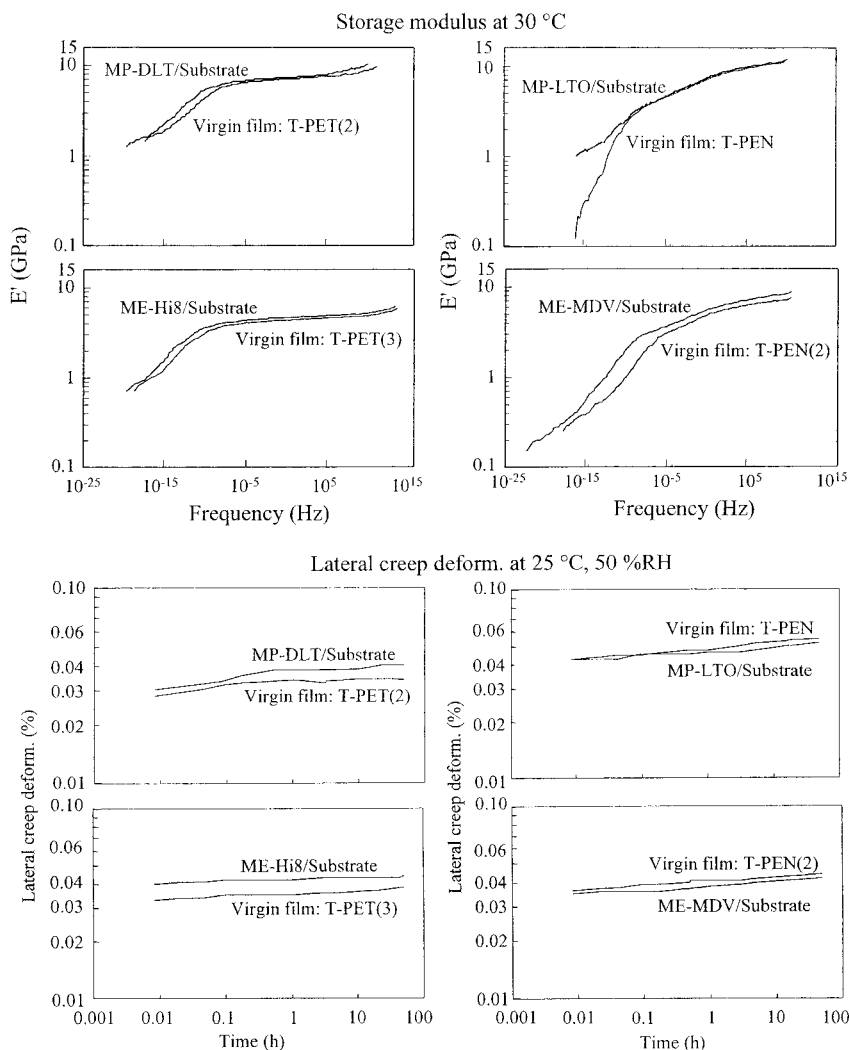 Storage modulus at 30 °C
15
10
1
0.1
MP-DLT/Substrate
Virgin film: T-PET(2)
15
10
1
0.1
MP-LTO/Substrate
Virgin film: T-PEN
E' (GPa)
E' (GPa)
15
10
1
0.1
ME-Hi8/Substrate
Virgin film: T-PET(3)
15
10
1
0.1
ME-MDV/Substrate
Virgin film: T-PEN(2)
10-25 10-15 10-5 105 1015
Frequency (Hz)
10-25 10-15 10-5 105 1015
Frequency (Hz)
Lateral creep deform. at 25 °C, 50 %RH
0.10
0.06
0.04
0.03
0.01
MP-DLT/Substrate
Virgin film: T-PET(2)
0.10
0.06
0.04
0.03
0.01
Virgin film: T-PEN
MP-LTO/Substrate
Lateral creep deform. (%)
Lateral creep deform. (%)
0.10
0.06
0.04
0.03
0.01
ME-Hi8/Substrate
Virgin film: T-PET(3)
0.10
0.06
0.04
0.03
0.01
Virgin film: T-PEN(2)
ME-MDV/Substrate
0.001 0.01 0.1 1 10 100
Time (h)
0.001 0.01 0.1 1 10 100
Time (h)